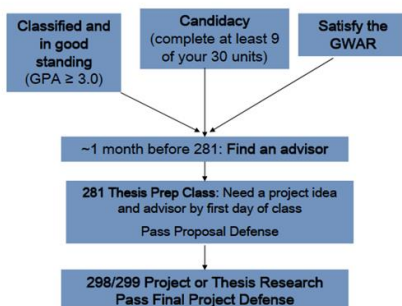 Classified and
in good
standing
(GPA ≥ 3.0)
Candidacy
(complete at least 9
of your 30 units)
Satisfy the
GWAR
~1 month before 281: Find an advisor
281 Thesis Prep Class: Need a project idea
and advisor by first day of class
Pass Proposal Defense
298/299 Project or Thesis Research
Pass Final Project Defense